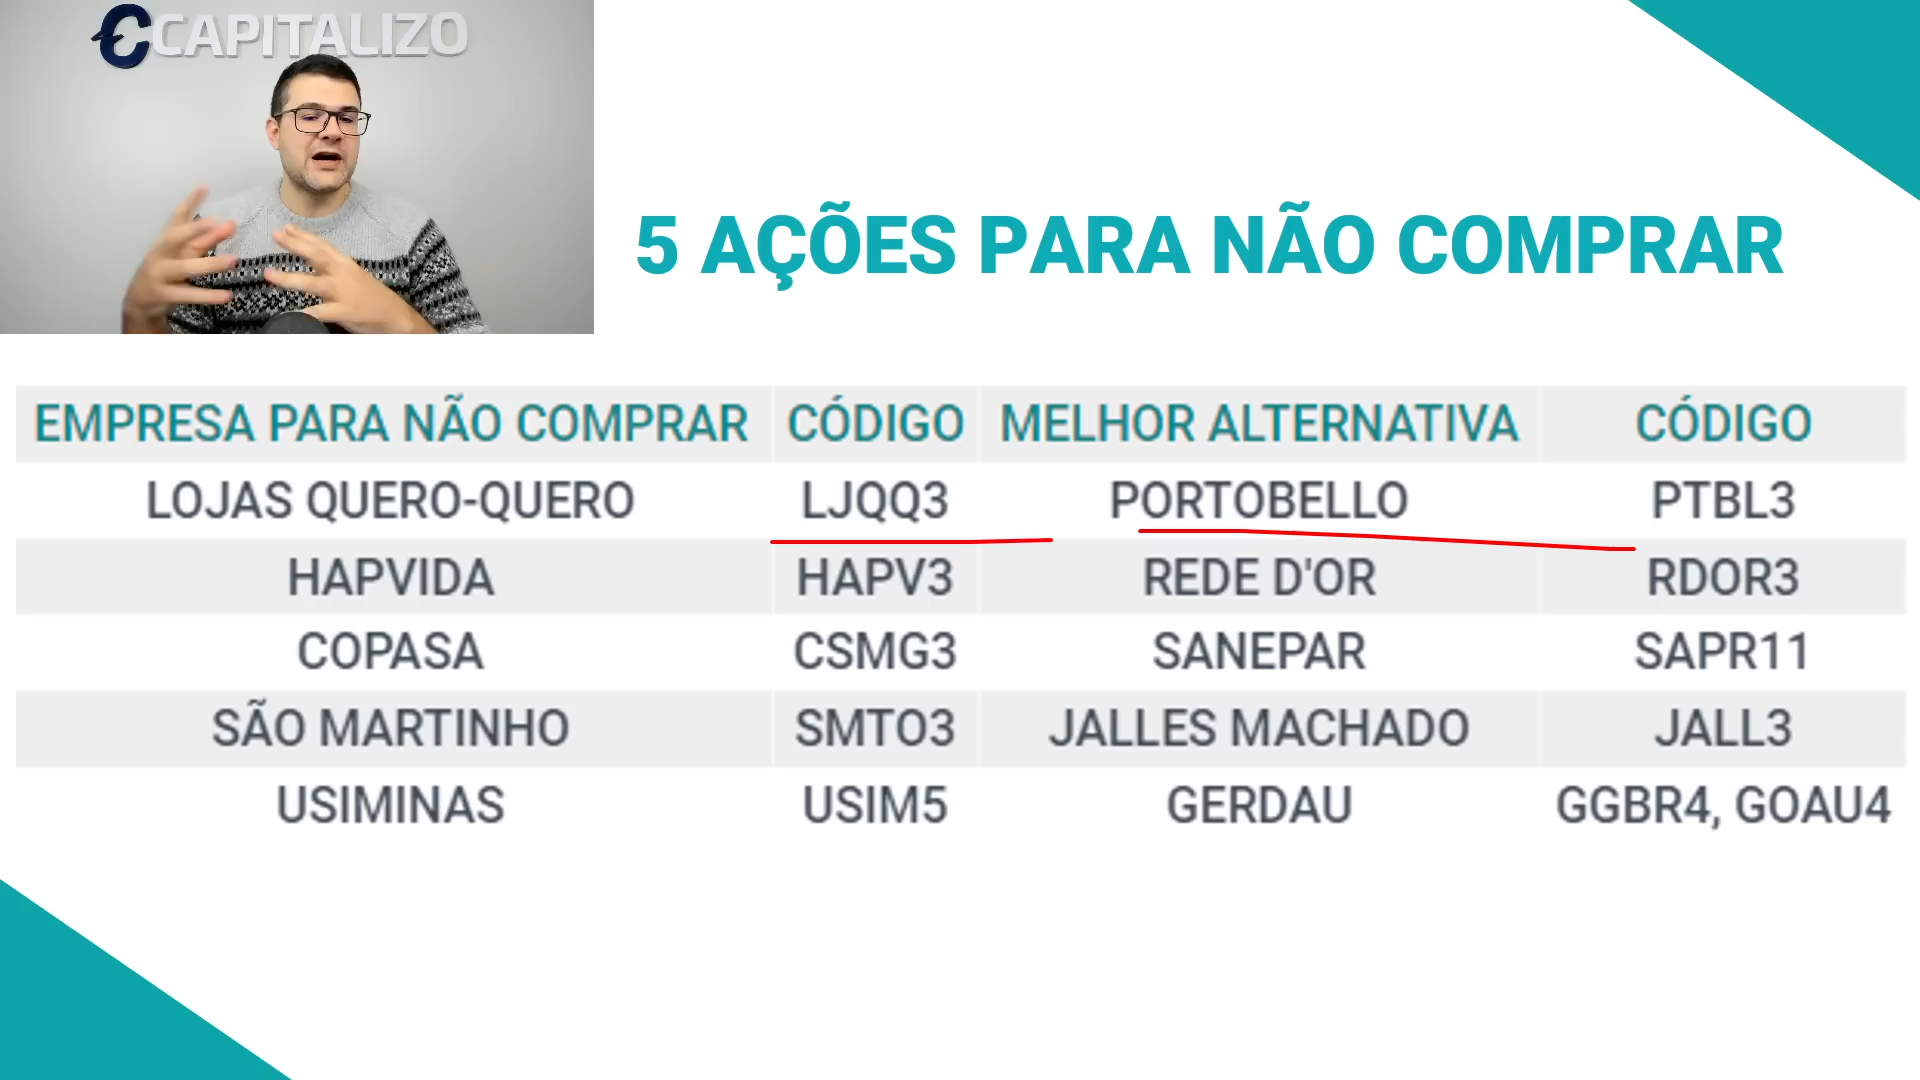 CAPITALIZO
5 AÇÕES PARA NÃO COMPRAR
EMPRESA PARA NÃO COMPRAR CÓDIGO MELHOR ALTERNATIVA CÓDIGO
LOJAS QUERO-QUERO LJQQ3 PORTOBELLO PTBL3
HAPVIDA HAPV3 REDE D'OR RDOR3
COPASA CSMG3 SANEPAR SAPR11
SÃO MARTINHO SMTO3 JALLES MACHADO JALL3
USIMINAS USIM5 GERDAU GGBR4, GOAU4